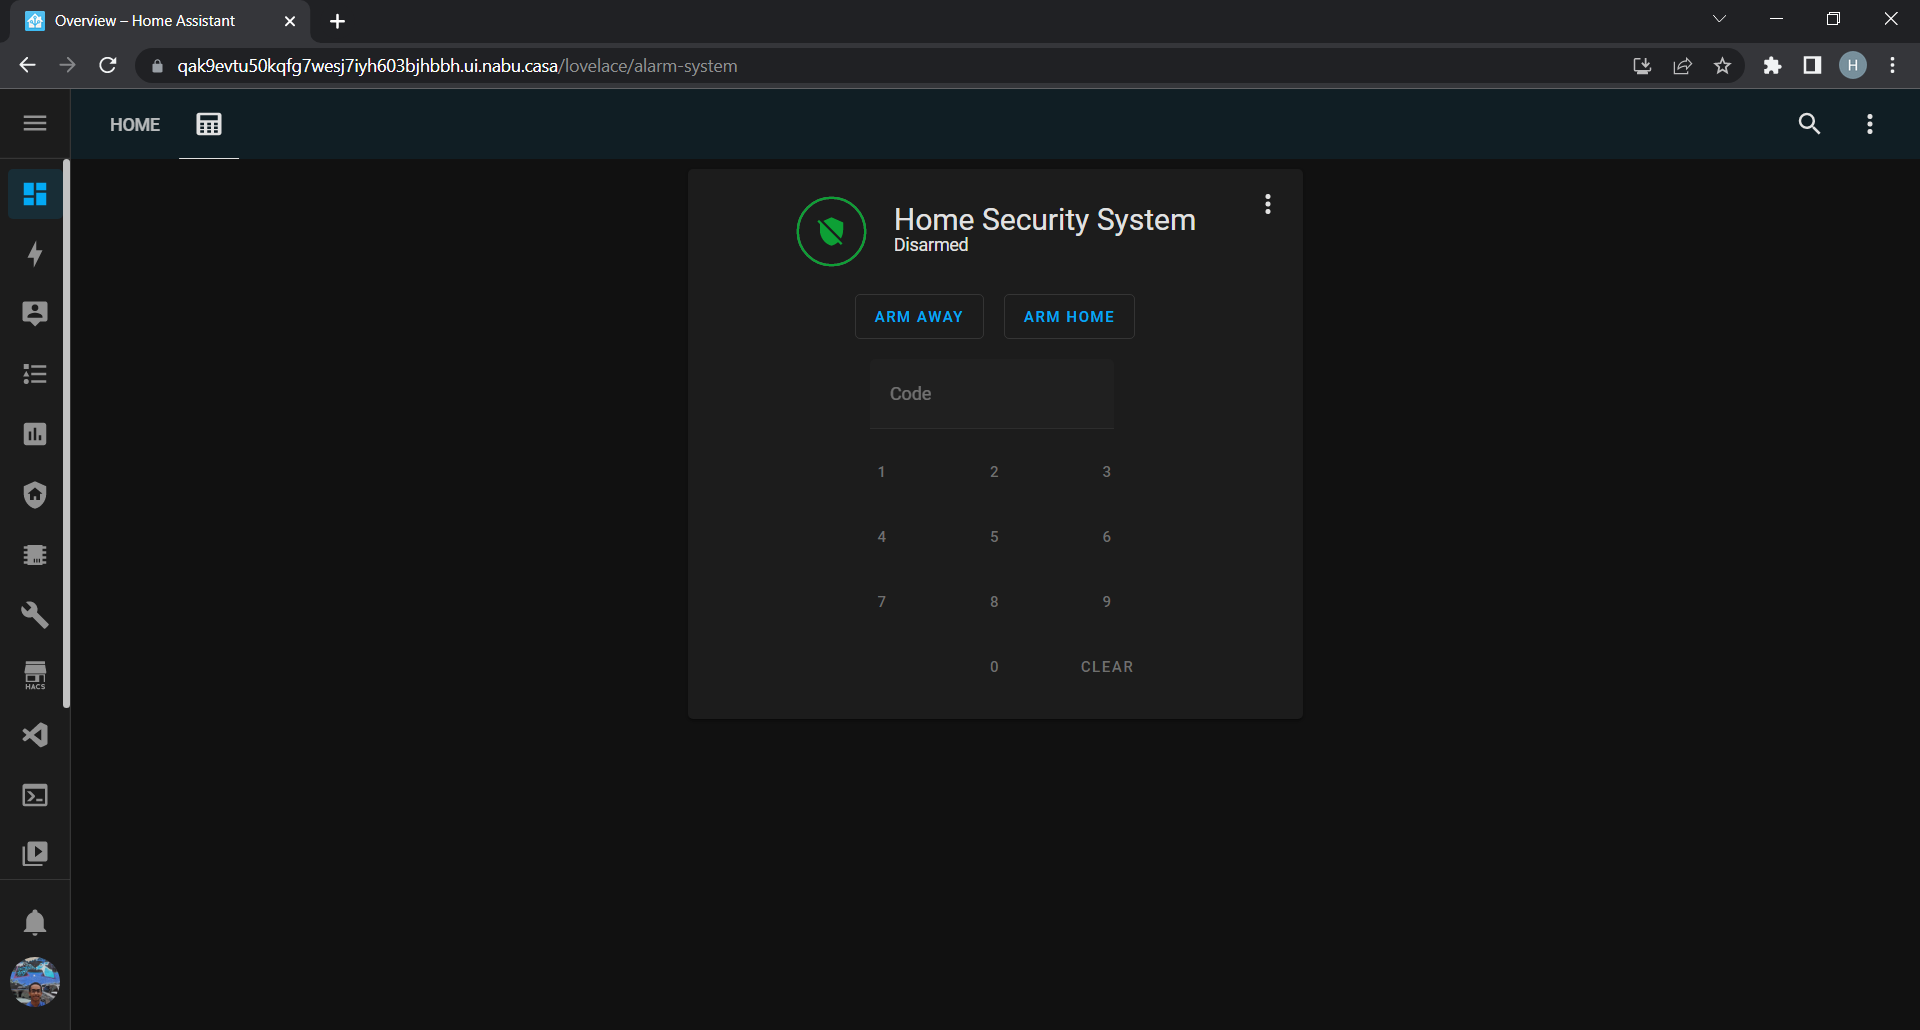 Overview – Home Assistant
qak9evtu50kqfg7wesj7iyh603bjhbbh.ui.nabu.casa/lovelace/alarm-system
H
HOME
Home Security System
Disarmed
ARM AWAY
ARM HOME
Code
1 2 3
4 5 6
7 8 9
0 CLEAR
HACS